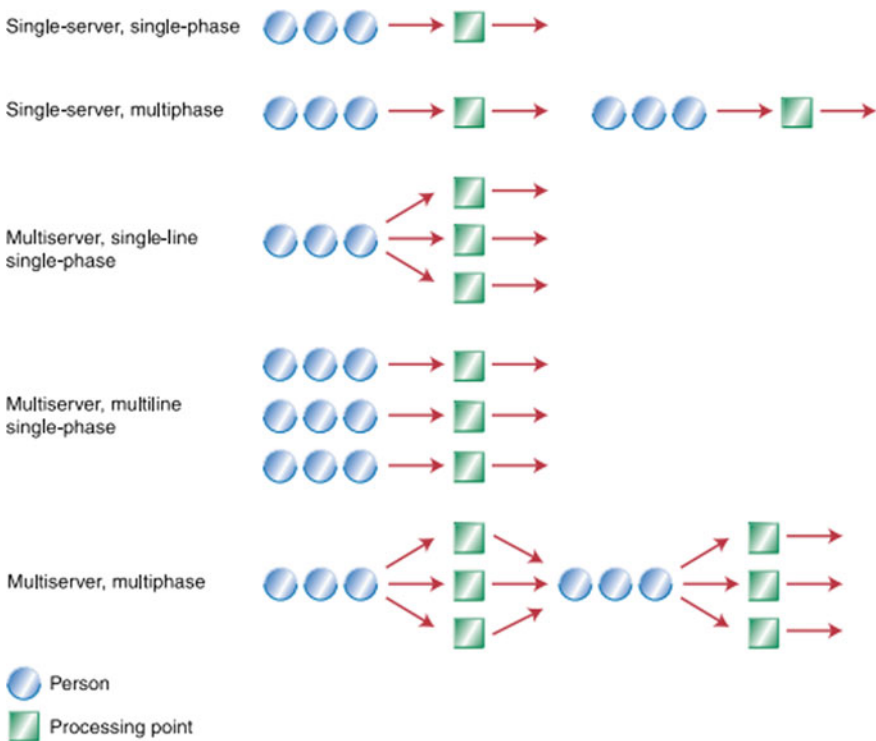 Single-server, single-phase
Single-server, multiphase
Multiserver, single-line
single-phase
Multiserver, multiline
single-phase
Multiserver, multiphase
Person
Processing point